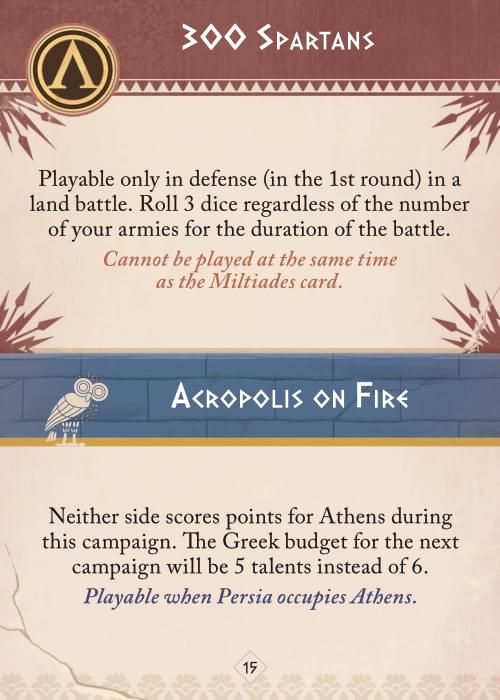 300 Spartans
Λ
Playable only in defense (in the 1st round) in a
land battle. Roll 3 dice regardless of the number
of your armies for the duration of the battle.
Cannot be played at the same time
as the Miltiades card.
Acropolis on Fire
Neither side scores points for Athens during
this campaign. The Greek budget for the next
campaign will be 5 talents instead of 6.
Playable when Persia occupies Athens.
15